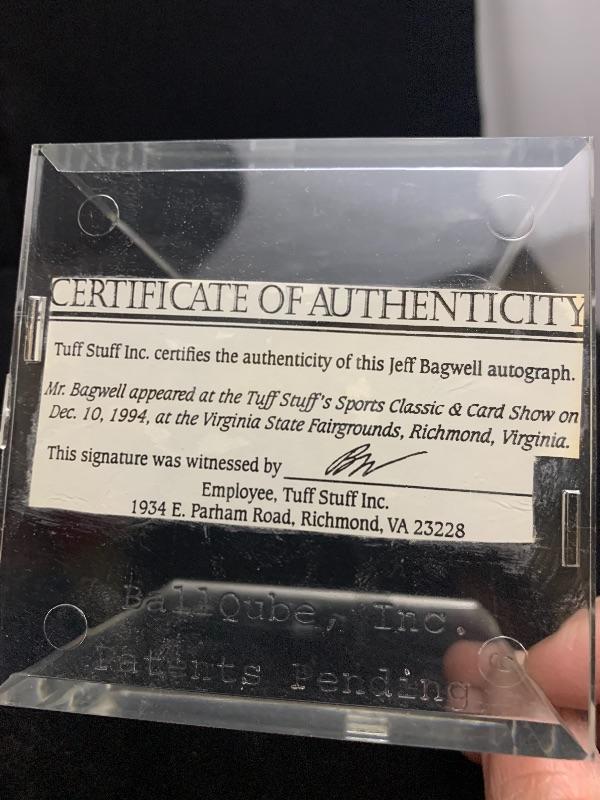 CERTIFICATE OF AUTHENTICITY
Tuff Stuff Inc. certifies the authenticity of this Jeff Bagwell autograph.
Mr. Bagwell appeared at the Tuff Stuff's Sports Classic & Card Show on
Dec. 10, 1994, at the Virginia State Fairgrounds, Richmond, Virginia.
This signature was witnessed by
Employee, Tuff Stuff Inc.
1934 E. Parham Road, Richmond, VA 23228
BallQube, Inc.
Patents Pending